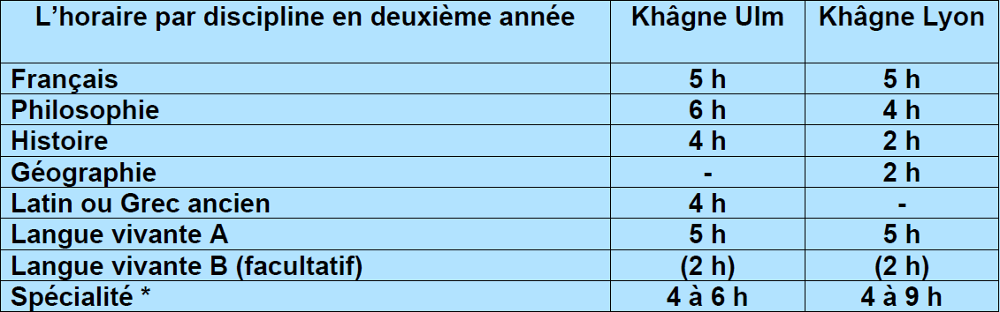 L’horaire par discipline en deuxième année Khâgne Ulm Khâgne Lyon
Français 5 h 5 h
Philosophie 6 h 4 h
Histoire 4 h 2 h
Géographie - 2 h
Latin ou Grec ancien 4 h -
Langue vivante A 5 h 5 h
Langue vivante B (facultatif) (2 h) (2 h)
Spécialité * 4 à 6 h 4 à 9 h